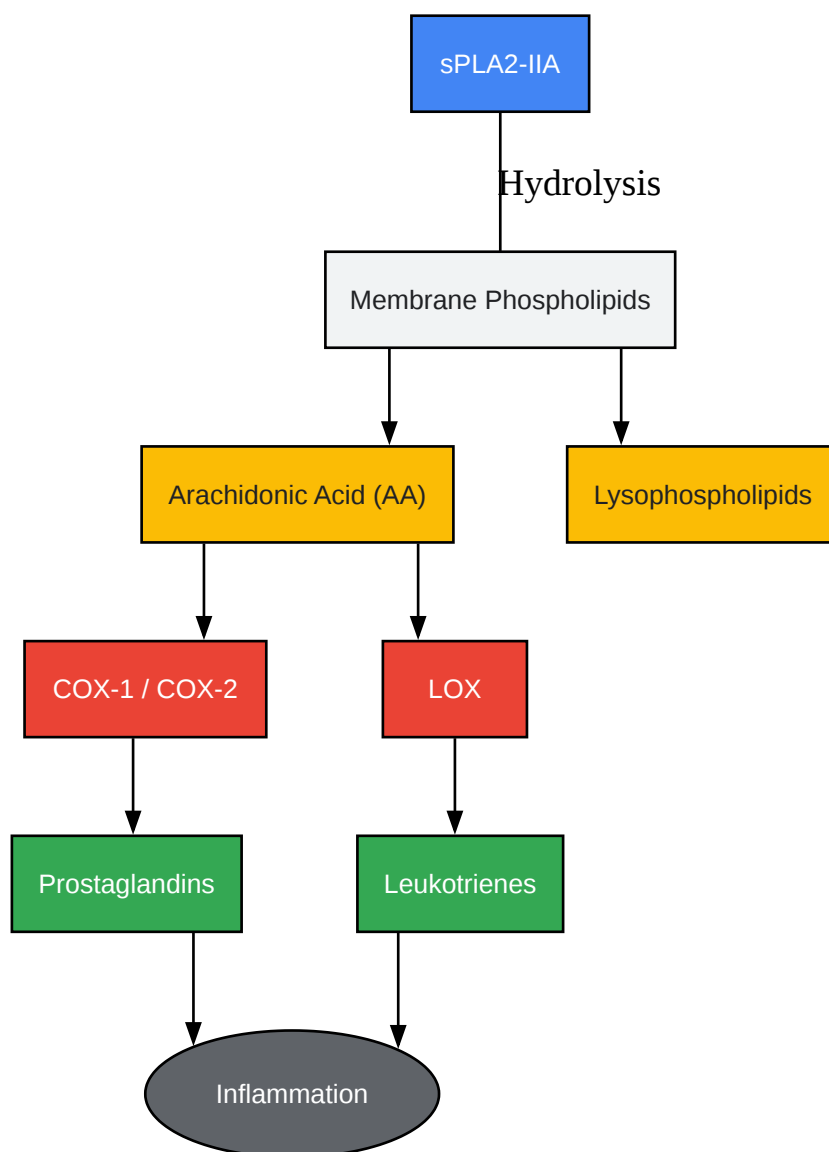 sPLA2-IIA
Hydrolysis
Membrane Phospholipids
Arachidonic Acid (AA)
Lysophospholipids
COX-1 / COX-2
LOX
Prostaglandins
Leukotrienes
Inflammation